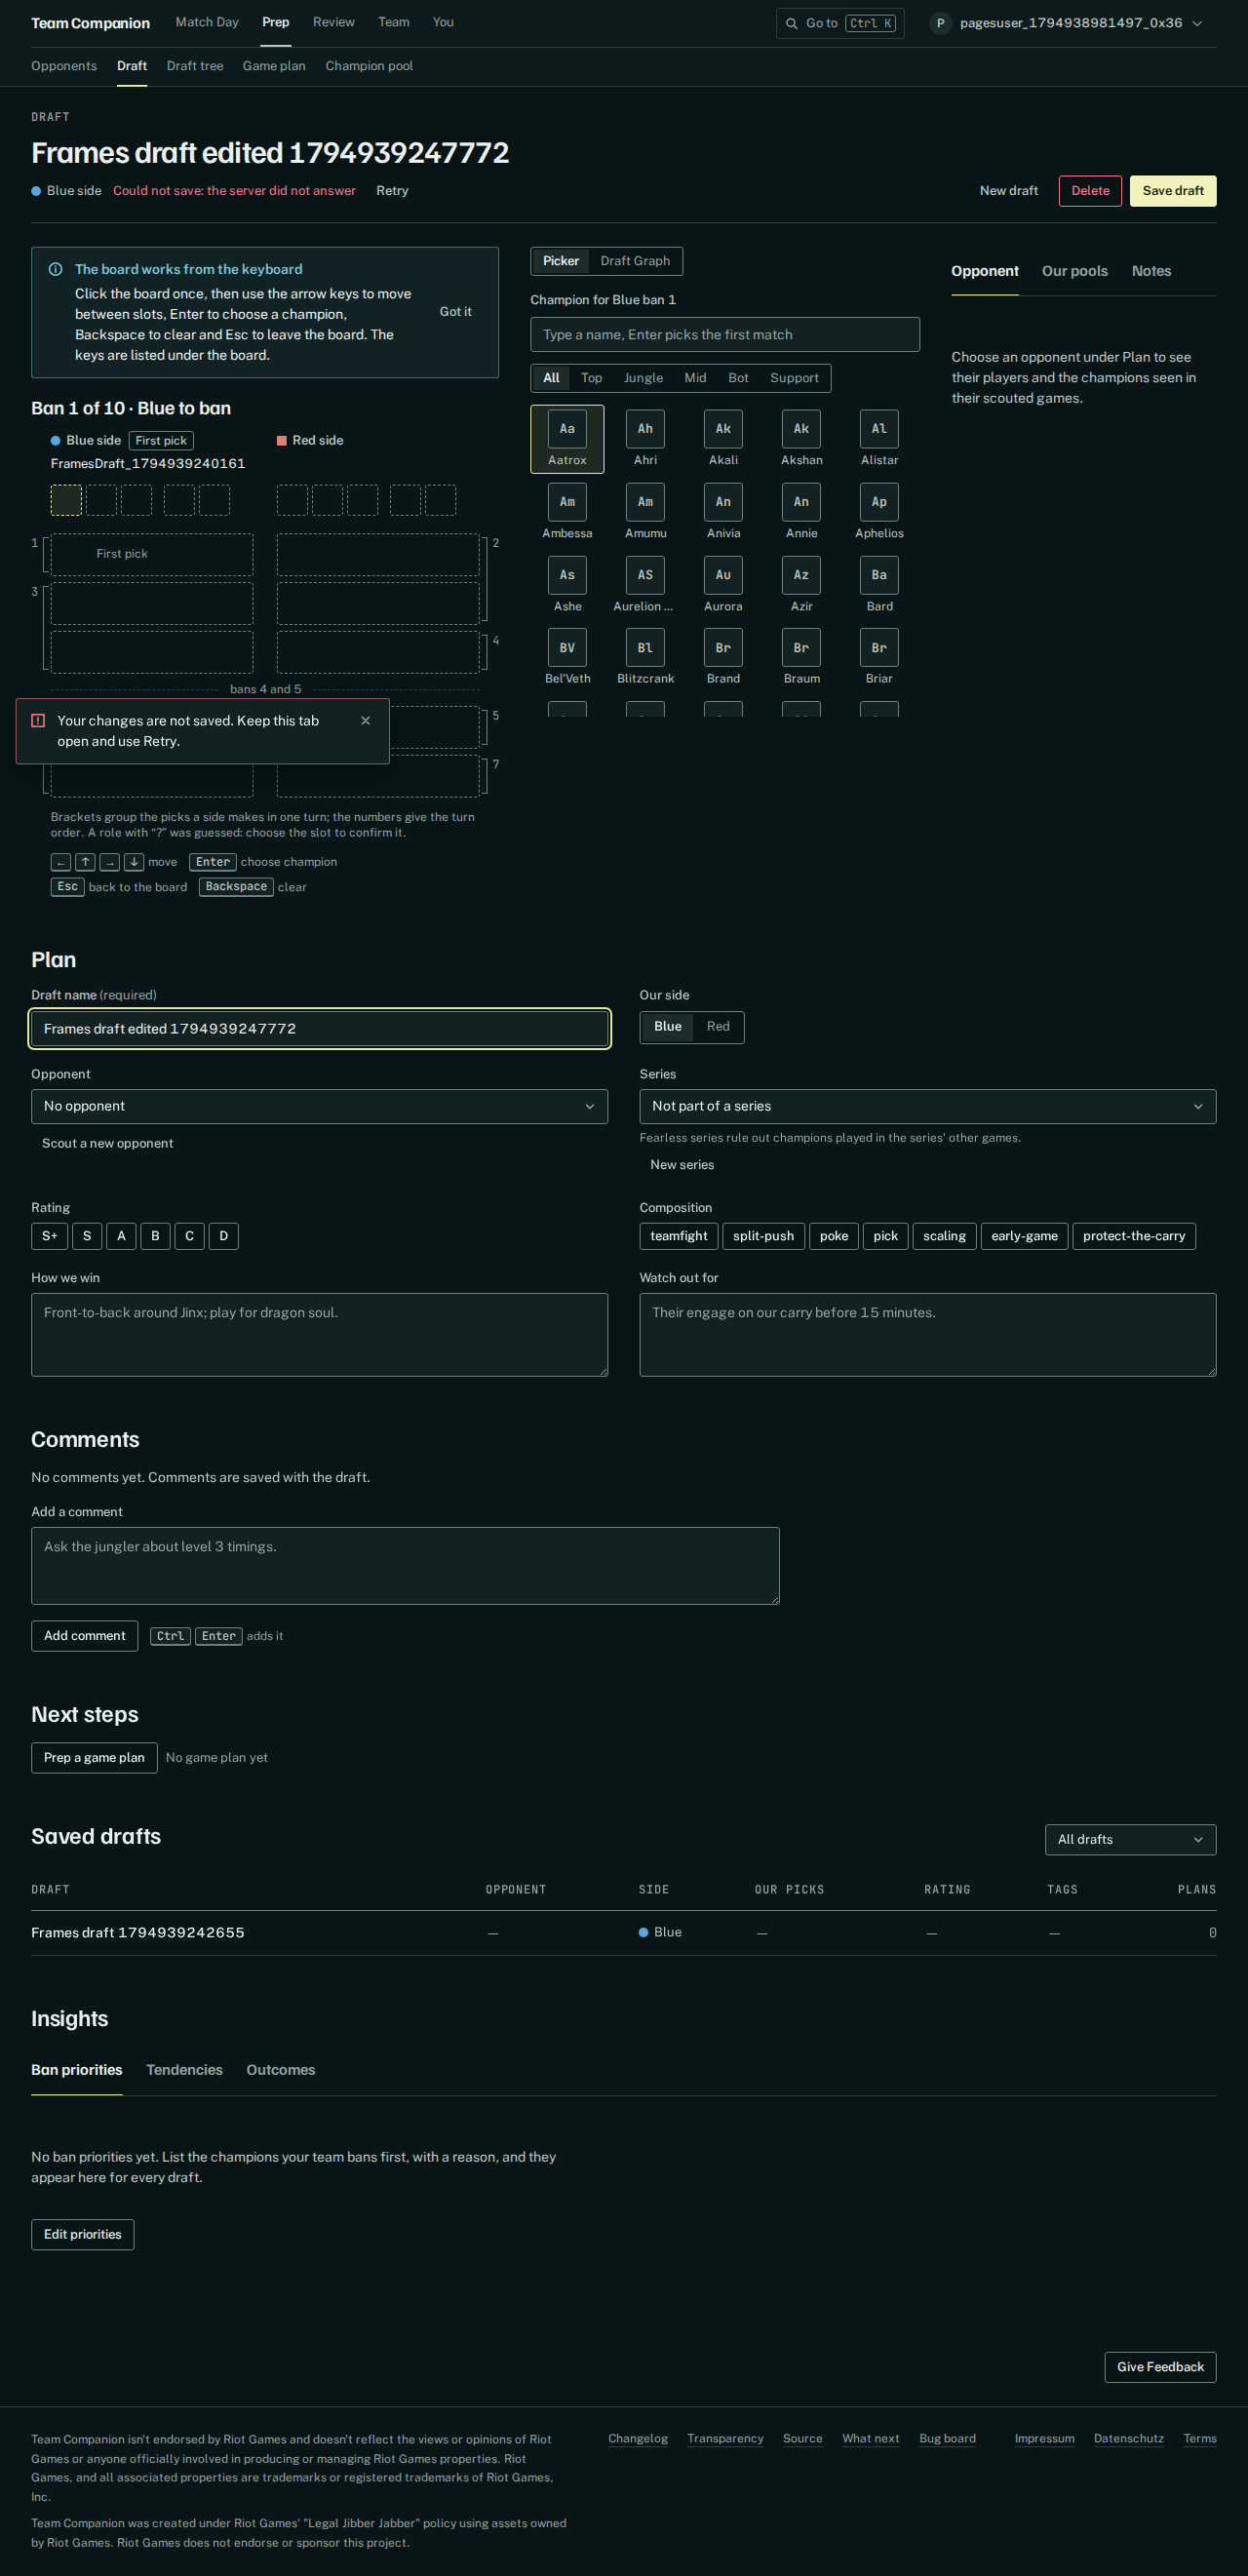 Team Companion Match Day Prep Review Team You Go to Ctrl K P pagesuser_1794938981497_0x36
Opponents Draft Draft tree Game plan Champion pool
DRAFT
Frames draft edited 1794939247772
Blue side Could not save: the server did not answer Retry New draft Delete Save draft
The board works from the keyboard
Click the board once, then use the arrow keys to move
between slots, Enter to choose a champion,
Backspace to clear and Esc to leave the board. The
keys are listed under the board.
Got it
Ban 1 of 10 · Blue to ban
Blue side First pick Red side
FramesDraft_1794939240161
1 First pick 2
3
4
bans 4 and 5
5
7
Your changes are not saved. Keep this tab
open and use Retry.
Brackets group the picks a side makes in one turn; the numbers give the turn
order. A role with “?” was guessed: choose the slot to confirm it.
← ↑ → ↓ move Enter choose champion
Esc back to the board Backspace clear
Picker Draft Graph
Champion for Blue ban 1
Type a name, Enter picks the first match
All Top Jungle Mid Bot Support
Aa Ah Ak Ak Al
Aatrox Ahri Akali Akshan Alistar
Am Am An An Ap
Ambessa Amumu Anivia Annie Aphelios
As AS Au Az Ba
Ashe Aurelion ... Aurora Azir Bard
BV Bl Br Br Br
Bel'Veth Blitzcrank Brand Braum Briar
Opponent Our pools Notes
Choose an opponent under Plan to see
their players and the champions seen in
their scouted games.
Plan
Draft name (required) Our side
Frames draft edited 1794939247772 Blue Red
Opponent Series
No opponent Not part of a series
Scout a new opponent Fearless series rule out champions played in the series' other games.
New series
Rating Composition
S+ S A B C D teamfight split-push poke pick scaling early-game protect-the-carry
How we win Watch out for
Front-to-back around Jinx; play for dragon soul. Their engage on our carry before 15 minutes.
Comments
No comments yet. Comments are saved with the draft.
Add a comment
Ask the jungler about level 3 timings.
Add comment Ctrl Enter adds it
Next steps
Prep a game plan No game plan yet
Saved drafts All drafts
DRAFT OPPONENT SIDE OUR PICKS RATING TAGS PLANS
Frames draft 1794939242655 — Blue — — — 0
Insights
Ban priorities Tendencies Outcomes
No ban priorities yet. List the champions your team bans first, with a reason, and they
appear here for every draft.
Edit priorities
Give Feedback
Team Companion isn't endorsed by Riot Games and doesn't reflect the views or opinions of Riot
Games or anyone officially involved in producing or managing Riot Games properties. Riot
Games, and all associated properties are trademarks or registered trademarks of Riot Games,
Inc.
Team Companion was created under Riot Games' "Legal Jibber Jabber" policy using assets owned
by Riot Games. Riot Games does not endorse or sponsor this project.
Changelog Transparency Source What next Bug board Impressum Datenschutz Terms